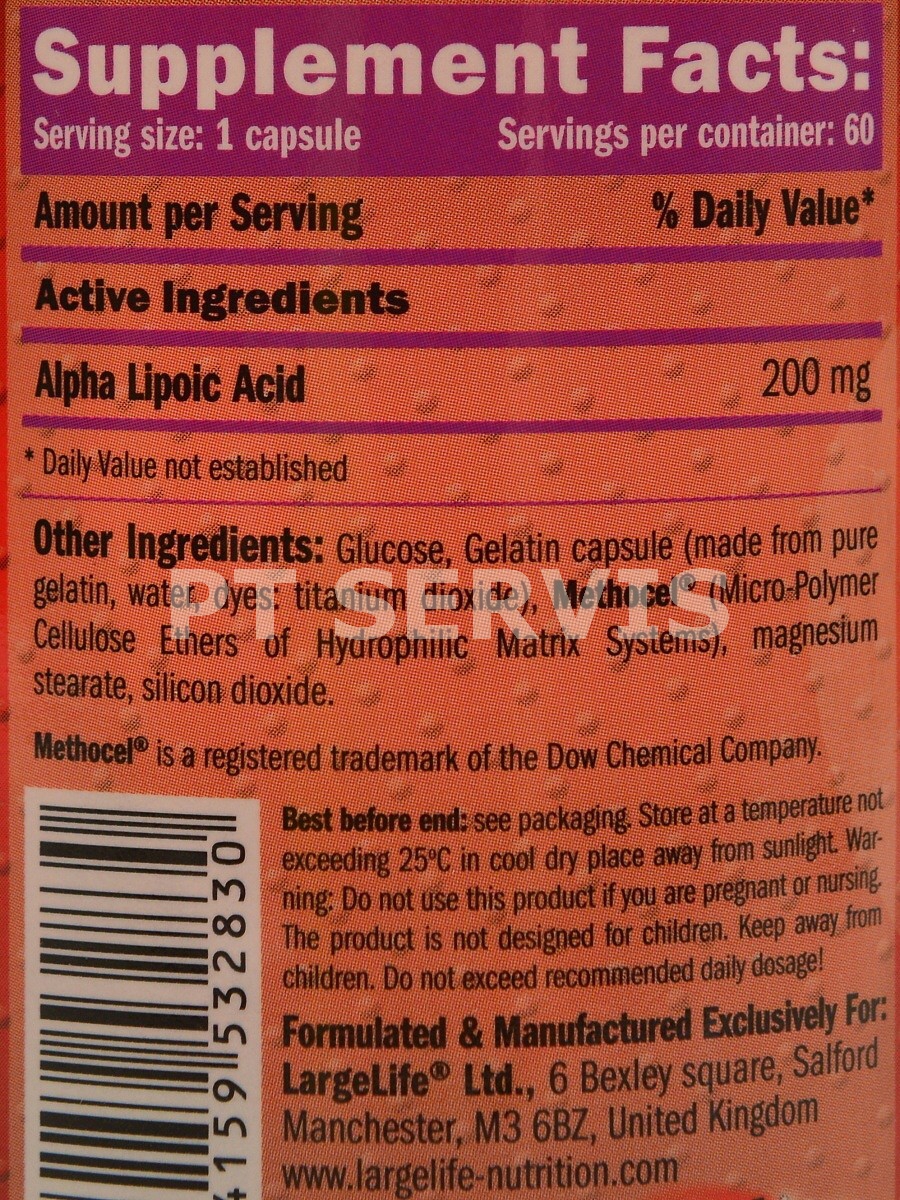 Supplement Facts:
Serving size: 1 capsule Servings per container: 60
Amount per Serving % Daily Value*
Active Ingredients
Alpha Lipoic Acid 200 mg
* Daily Value not established
Other Ingredients: Glucose, Gelatin capsule (made from pure
gelatin, water, dyes: titanium dioxide), Methocel® (Micro-Polymer
PT SERVIS
Cellulose Ethers of Hydrophilic Matrix Systems), magnesium
stearate, silicon dioxide.
Methocel® is a registered trademark of the Dow Chemical Company.
Best before end: see packaging. Store at a temperature not
exceeding 25ºC in cool dry place away from sunlight. War-
ning: Do not use this product if you are pregnant or nursing.
The product is not designed for children. Keep away from
children. Do not exceed recommended daily dosage!
Formulated & Manufactured Exclusively For:
LargeLife® Ltd., 6 Bexley square, Salford
Manchester, M3 6BZ, United Kingdom
www.largelife-nutrition.com
159532830